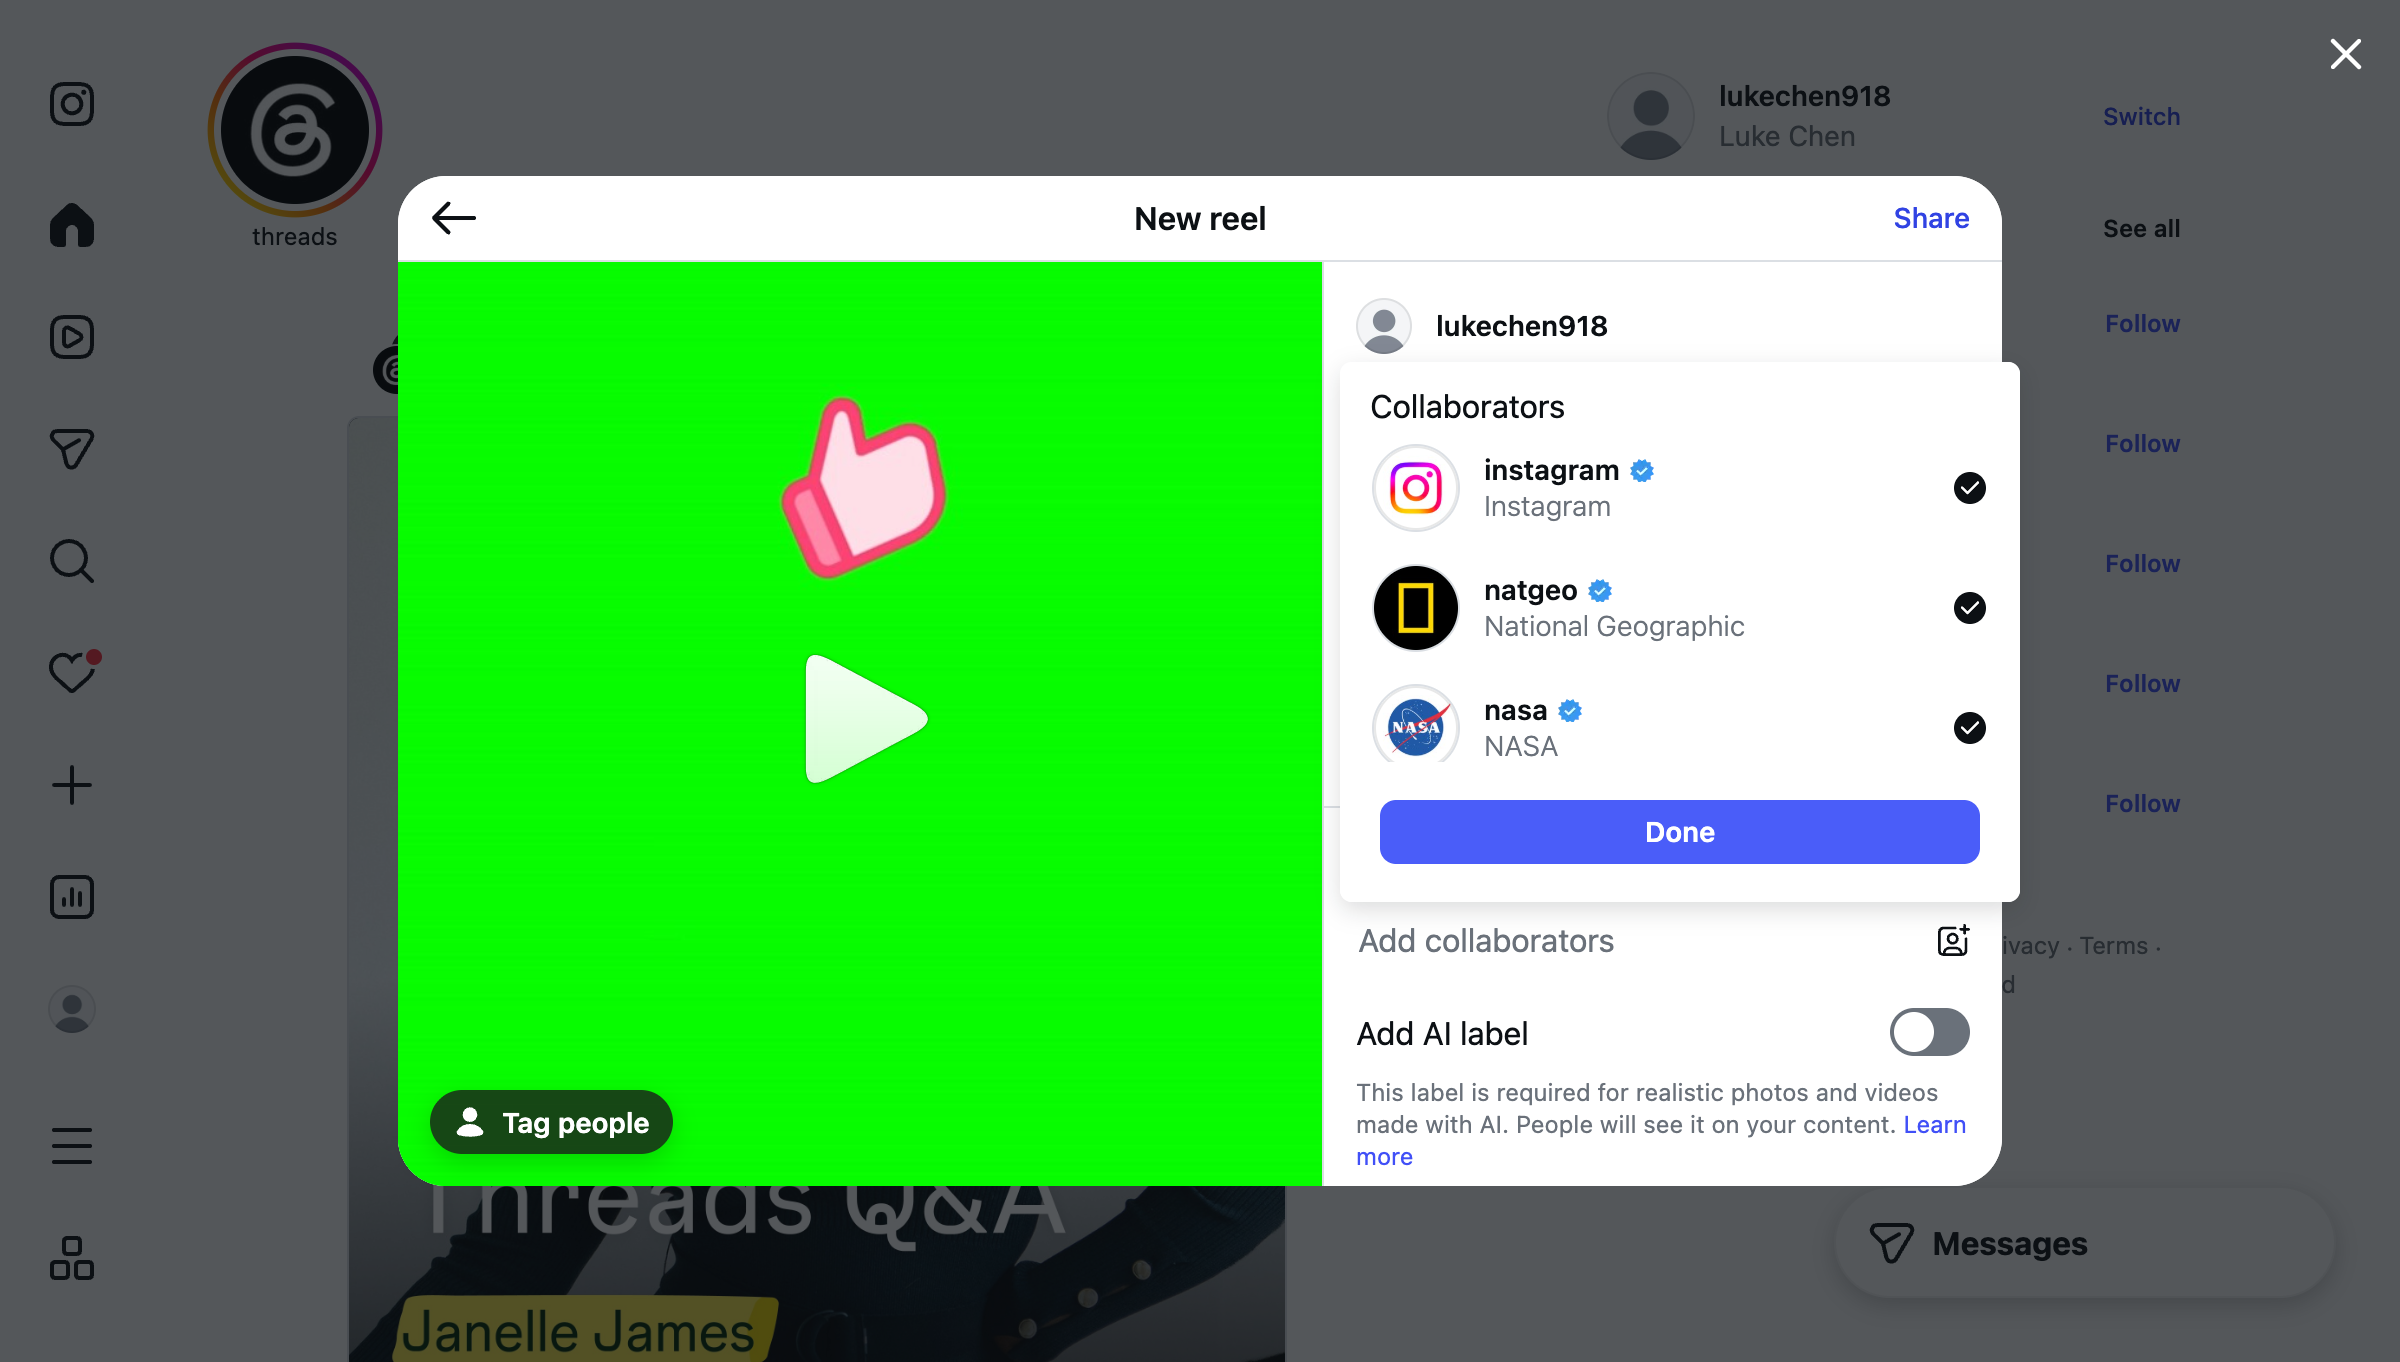 threads
lukechen918
Luke Chen
Switch
See all
Follow
Follow
Follow
Follow
Follow
New reel
Share
lukechen918
Collaborators
instagram
Instagram
natgeo
National Geographic
NASA
nasa
NASA
Done
Add collaborators
ivacy · Terms ·
d
Add AI label
This label is required for realistic photos and videos
made with AI. People will see it on your content. Learn
more
Tag people
Threads Q&A
Janelle James
Messages